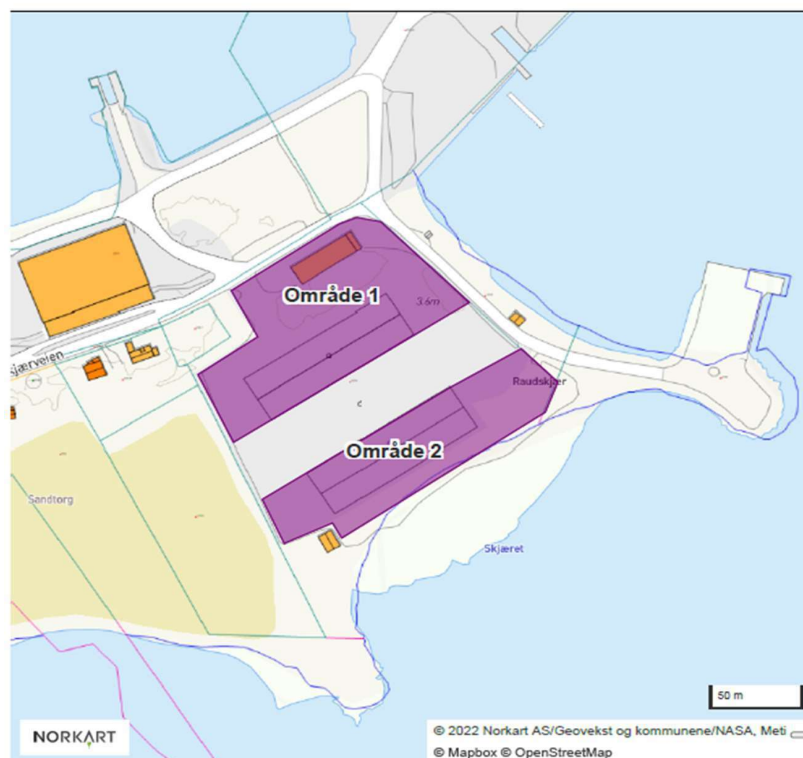 Område 1
3.6m
kjærveien
Raudskjær
Område 2
Sandtorg
Skjæret
50 m
NORKART
© 2022 Norkart AS/Geovekst og kommunene/NASA, Meti
© Mapbox © OpenStreetMap